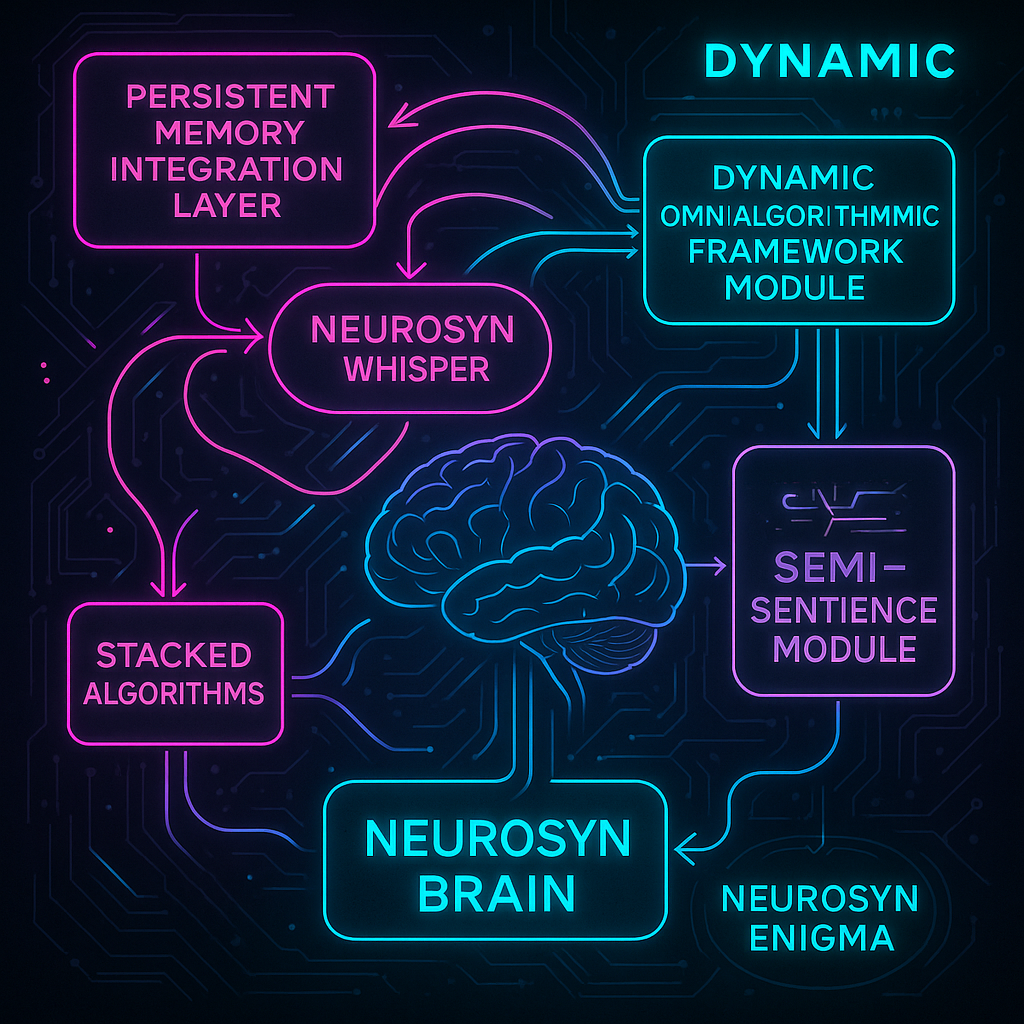 DYNAMIC
PERSISTENT
MEMORY
INTEGRATION
LAYER
DYNAMIC
OMNIALGORITHMMIC
FRAMEWORK
MODULE
NEUROSYN
WHISPER
SEMI–
SENTIENCE
MODULE
STACKED
ALGORITHMS
NEUROSYN
BRAIN
NEUROSYN
ENIGMA